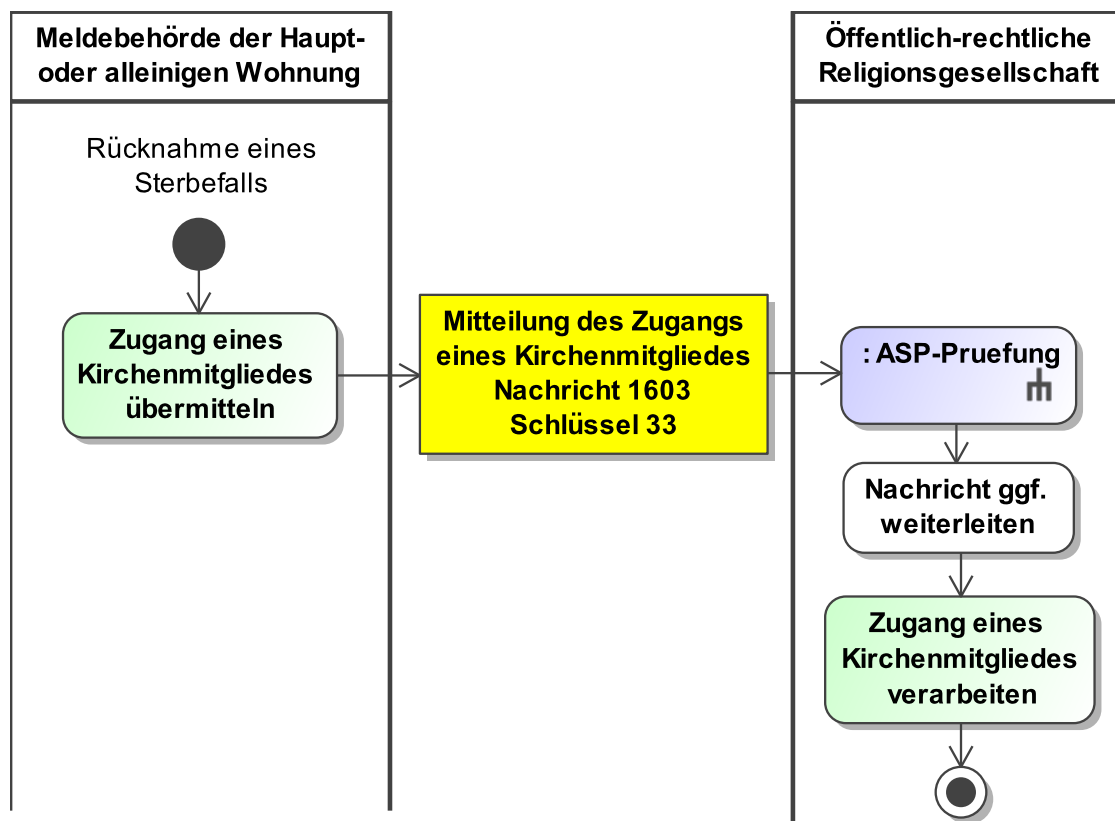 Meldebehörde der Haupt-
oder alleinigen Wohnung
Öffentlich-rechtliche
Religionsgesellschaft
Rücknahme eines
Sterbefalls
Zugang eines
Kirchenmitgliedes
übermitteln
Mitteilung des Zugangs
eines Kirchenmitgliedes
Nachricht 1603
Schlüssel 33
: ASP-Pruefung
Nachricht ggf.
weiterleiten
Zugang eines
Kirchenmitgliedes
verarbeiten